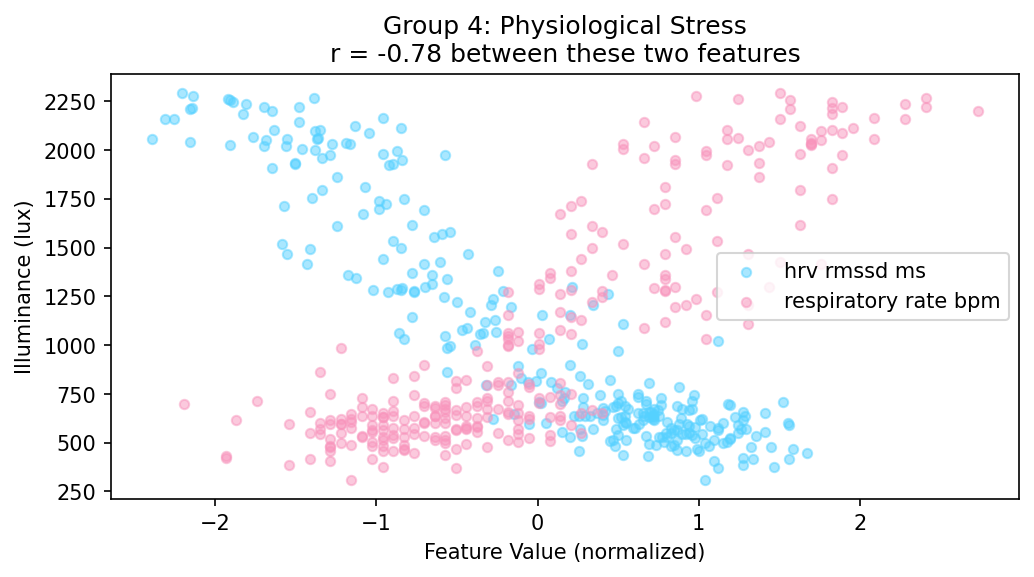 Group 4: Physiological Stress
r = -0.78 between these two features
Illuminance (lux)
2250
2000
1750
1500
1250
1000
750
500
250
hrv rmssd ms
respiratory rate bpm
−2
−1
0
1
2
Feature Value (normalized)